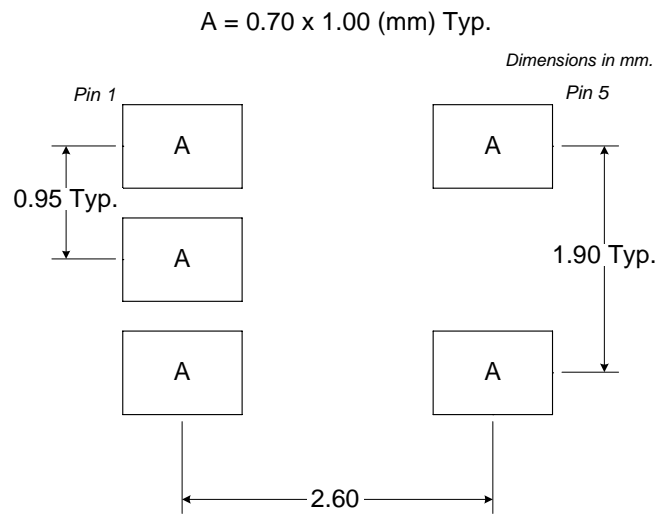 A = 0.70 x 1.00 (mm) Typ.
Dimensions in mm.
Pin 1
Pin 5
A
A
0.95 Typ.
A
1.90 Typ.
A
A
2.60